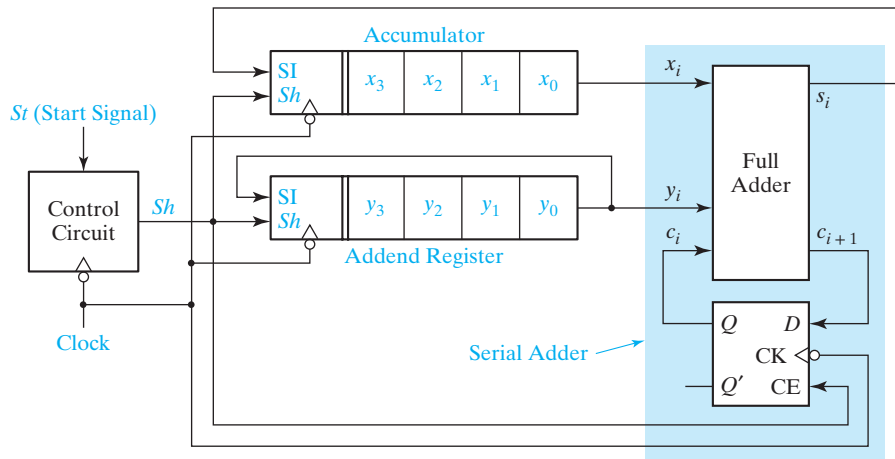 Accumulator
SI
Sh
x₃ x₂ x₁ x₀
xᵢ
sᵢ
St (Start Signal)
Full
Adder
Control
Circuit
Sh
SI
Sh
y₃ y₂ y₁ y₀
yᵢ
cᵢ
cᵢ₊₁
Addend Register
Clock
Serial Adder
Q D
CK
Q′ CE